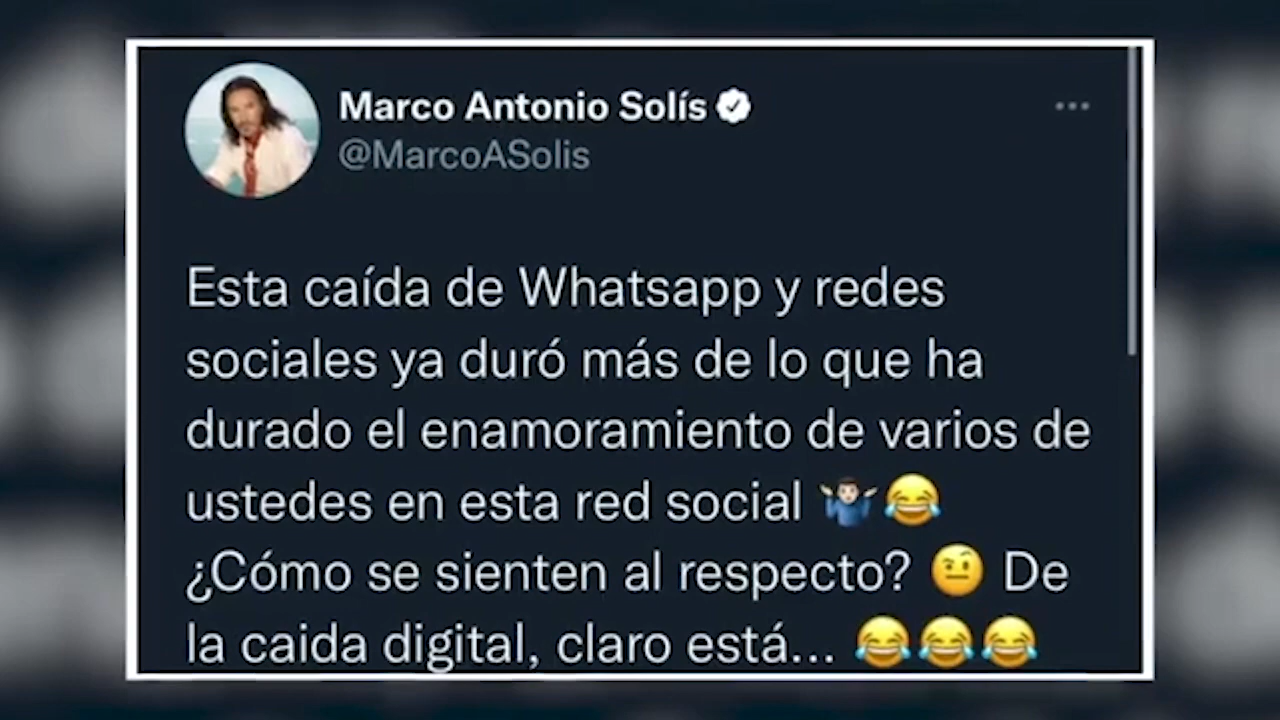 Marco Antonio Solís
@MarcoASolis
Esta caída de Whatsapp y redes
sociales ya duró más de lo que ha
durado el enamoramiento de varios de
ustedes en esta red social 🤷🏻‍♂️😂
¿Cómo se sienten al respecto? 🤨 De
la caida digital, claro está... 😂😂😂